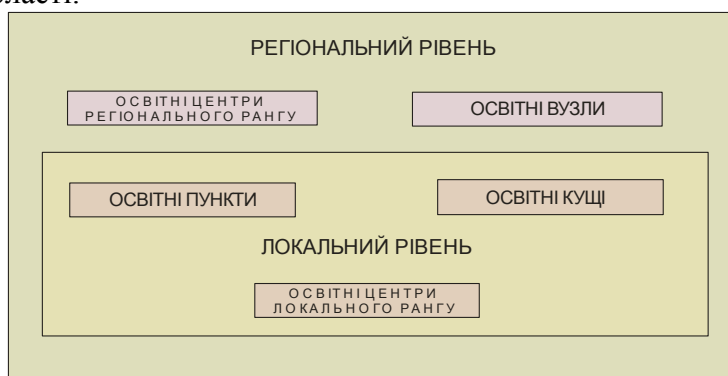 РЕГІОНАЛЬНИЙ РІВЕНЬ
ОСВІТНІ ЦЕНТРИ
РЕГІОНАЛЬНОГО РАНГУ
ОСВІТНІ ВУЗЛИ
ОСВІТНІ ПУНКТИ
ОСВІТНІ КУЩІ
ЛОКАЛЬНИЙ РІВЕНЬ
ОСВІТНІ ЦЕНТРИ
ЛОКАЛЬНОГО РАНГУ